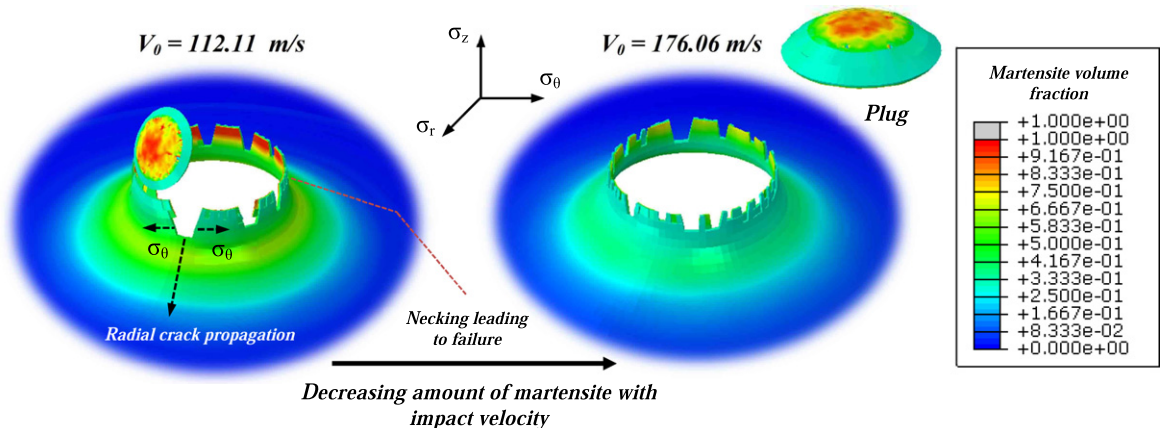 V₀ = 112.11 m/s
σz
σθ
σr
V₀ = 176.06 m/s
Plug
σθ
σθ
Radial crack propagation
Necking leading
to failure
Decreasing amount of martensite with
impact velocity
Martensite volume
fraction
+1.000e+00
+1.000e+00
+9.167e-01
+8.333e-01
+7.500e-01
+6.667e-01
+5.833e-01
+5.000e-01
+4.167e-01
+3.333e-01
+2.500e-01
+1.667e-01
+8.333e-02
+0.000e+00